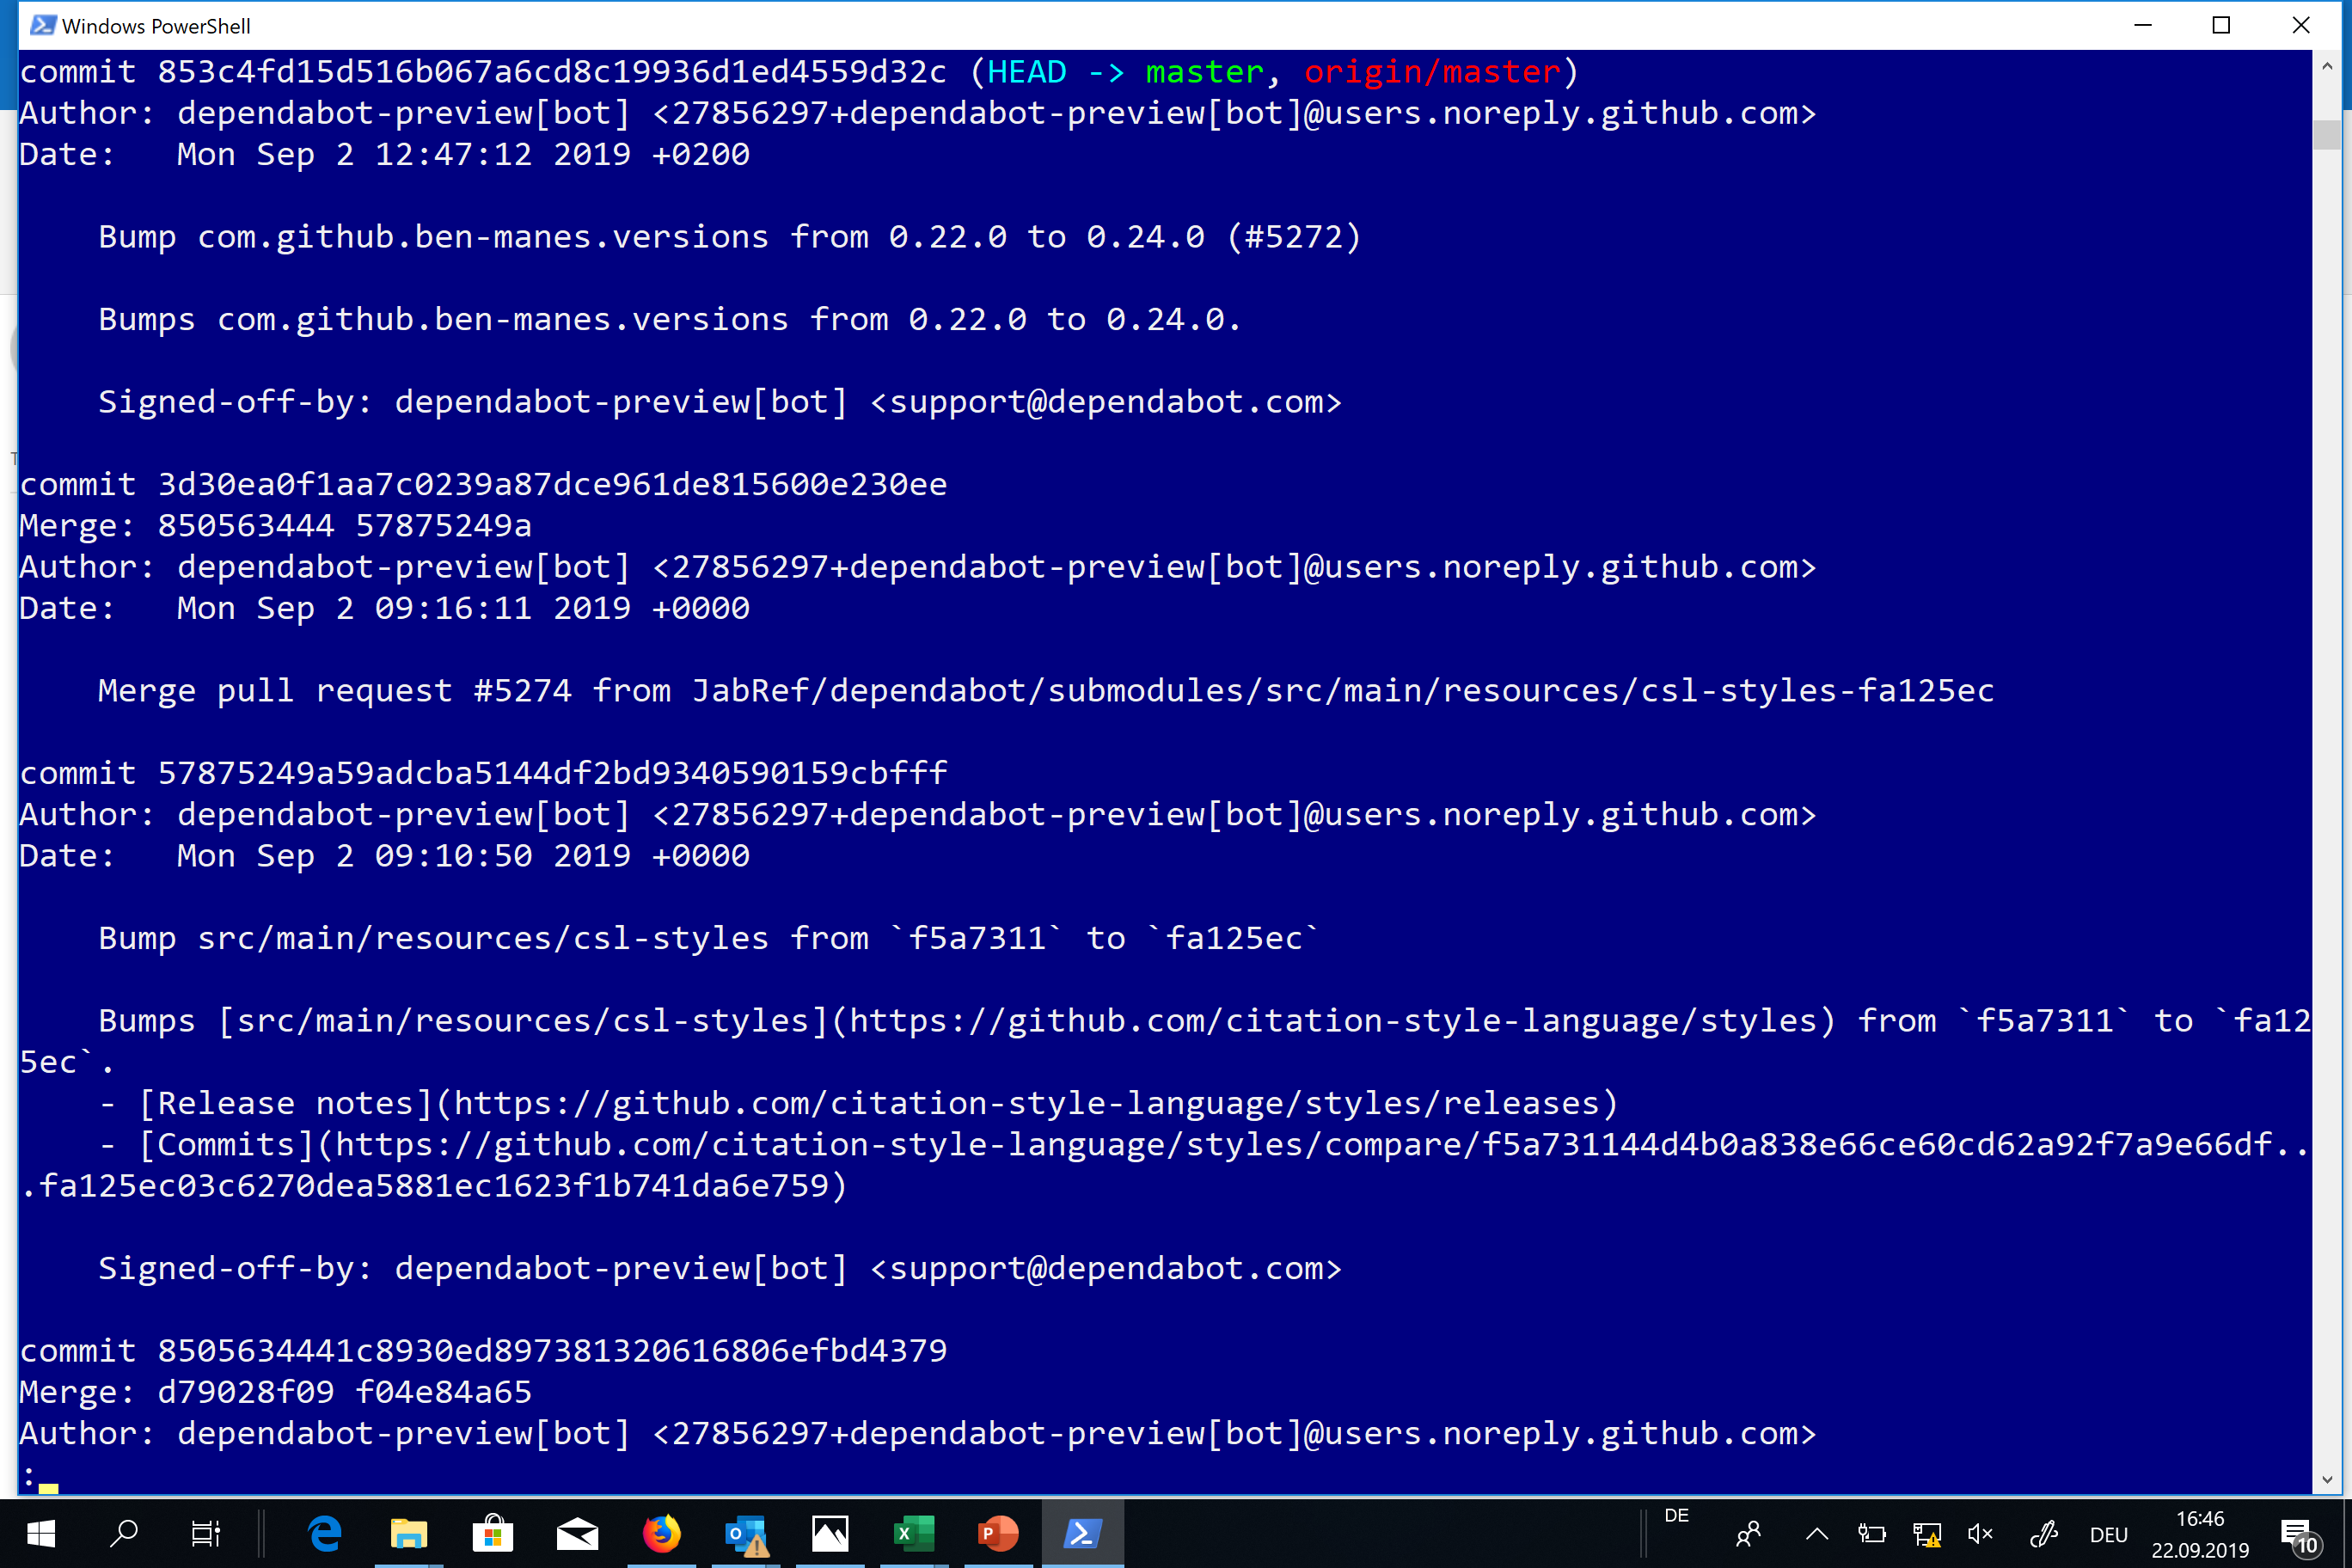 Windows PowerShell
commit 853c4fd15d516b067a6cd8c19936d1ed4559d32c (HEAD -> master, origin/master)
Author: dependabot-preview[bot] <27856297+dependabot-preview[bot]@users.noreply.github.com>
Date:   Mon Sep 2 12:47:12 2019 +0200
    Bump com.github.ben-manes.versions from 0.22.0 to 0.24.0 (#5272)
    Bumps com.github.ben-manes.versions from 0.22.0 to 0.24.0.
    Signed-off-by: dependabot-preview[bot] <support@dependabot.com>
commit 3d30ea0f1aa7c0239a87dce961de815600e230ee
Merge: 850563444 57875249a
Author: dependabot-preview[bot] <27856297+dependabot-preview[bot]@users.noreply.github.com>
Date:   Mon Sep 2 09:16:11 2019 +0000
    Merge pull request #5274 from JabRef/dependabot/submodules/src/main/resources/csl-styles-fa125ec
commit 57875249a59adcba5144df2bd9340590159cbfff
Author: dependabot-preview[bot] <27856297+dependabot-preview[bot]@users.noreply.github.com>
Date:   Mon Sep 2 09:10:50 2019 +0000
    Bump src/main/resources/csl-styles from `f5a7311` to `fa125ec`
    Bumps [src/main/resources/csl-styles](https://github.com/citation-style-language/styles) from `f5a7311` to `fa12
5ec`.
    - [Release notes](https://github.com/citation-style-language/styles/releases)
    - [Commits](https://github.com/citation-style-language/styles/compare/f5a731144d4b0a838e66ce60cd62a92f7a9e66df..
.fa125ec03c6270dea5881ec1623f1b741da6e759)
    Signed-off-by: dependabot-preview[bot] <support@dependabot.com>
commit 8505634441c8930ed897381320616806efbd4379
Merge: d79028f09 f04e84a65
Author: dependabot-preview[bot] <27856297+dependabot-preview[bot]@users.noreply.github.com>
:
DE
DEU
16:46
22.09.2019
10